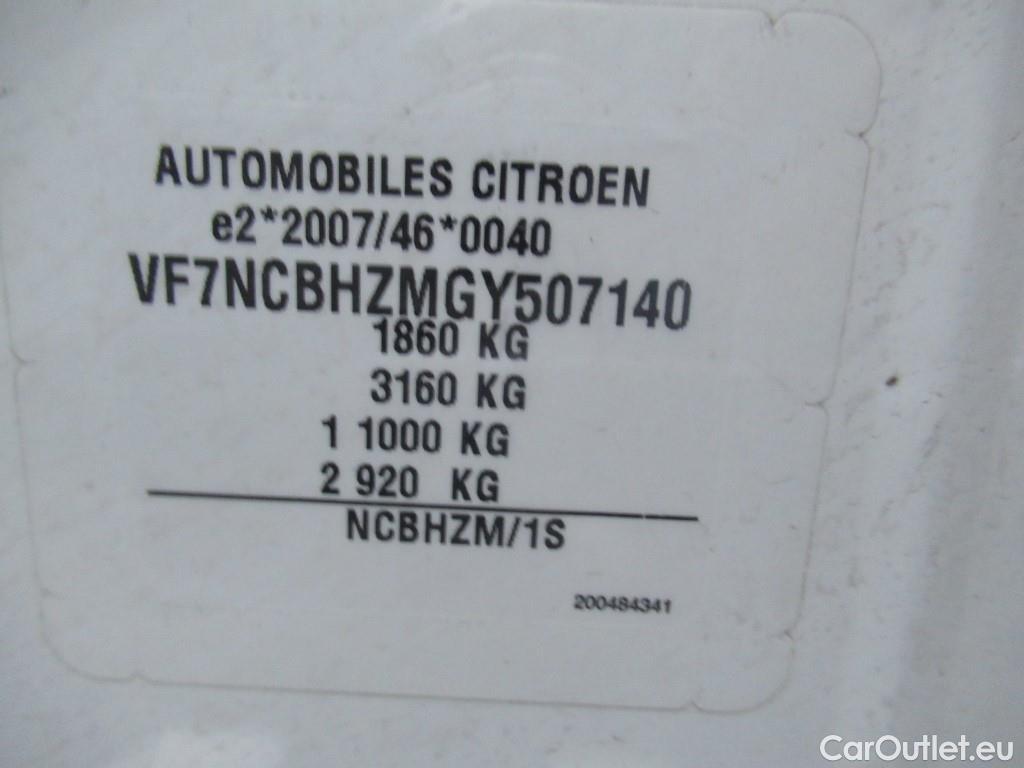 AUTOMOBILES CITROEN
e2*2007/46*0040
VF7NCBHZMGY507140
1860 KG
3160 KG
1 1000 KG
2 920 KG
NCBHZM/1S
200484341
CarOutlet.eu